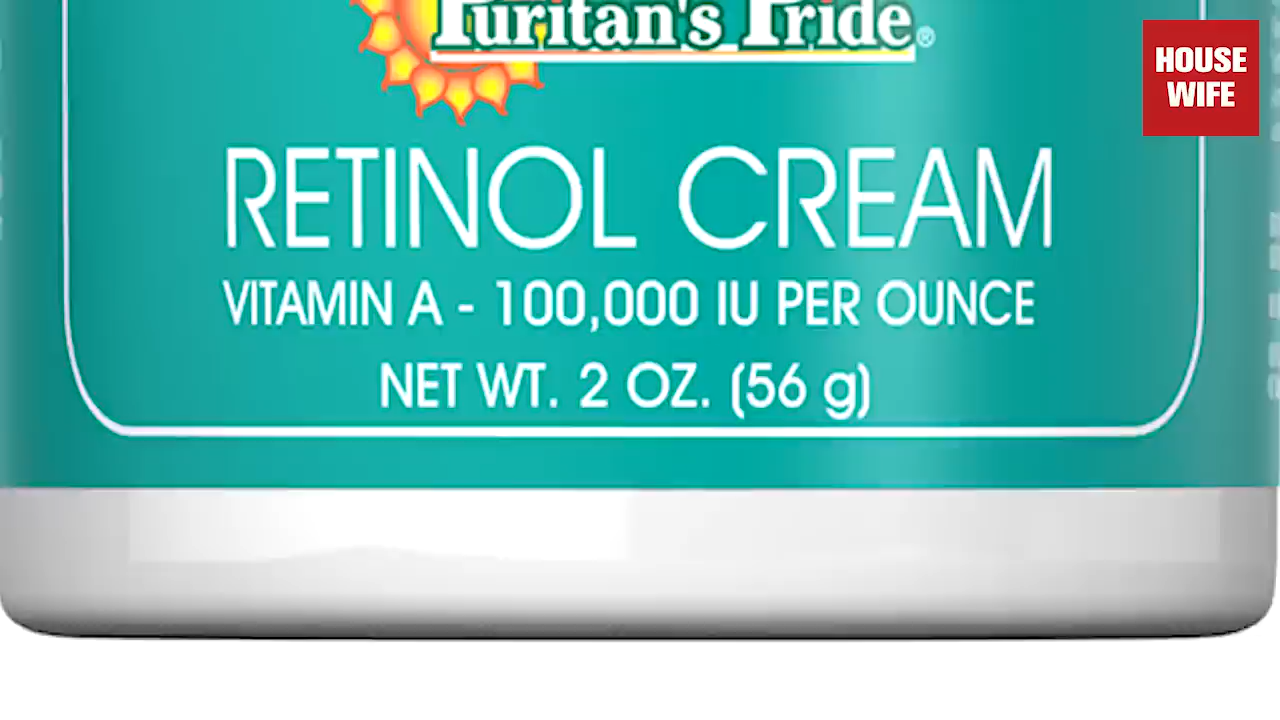 Puritan's Pride®
HOUSE
WIFE
RETINOL CREAM
VITAMIN A - 100,000 IU PER OUNCE
NET WT. 2 OZ. (56 g)